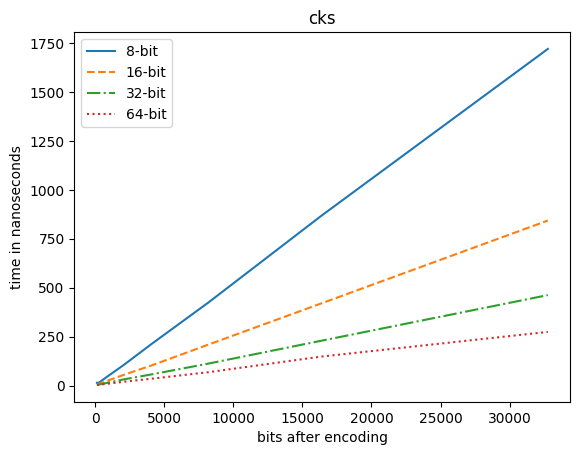 cks
8-bit
16-bit
32-bit
64-bit
time in nanoseconds
1750
1500
1250
1000
750
500
250
0
0 5000 10000 15000 20000 25000 30000
bits after encoding